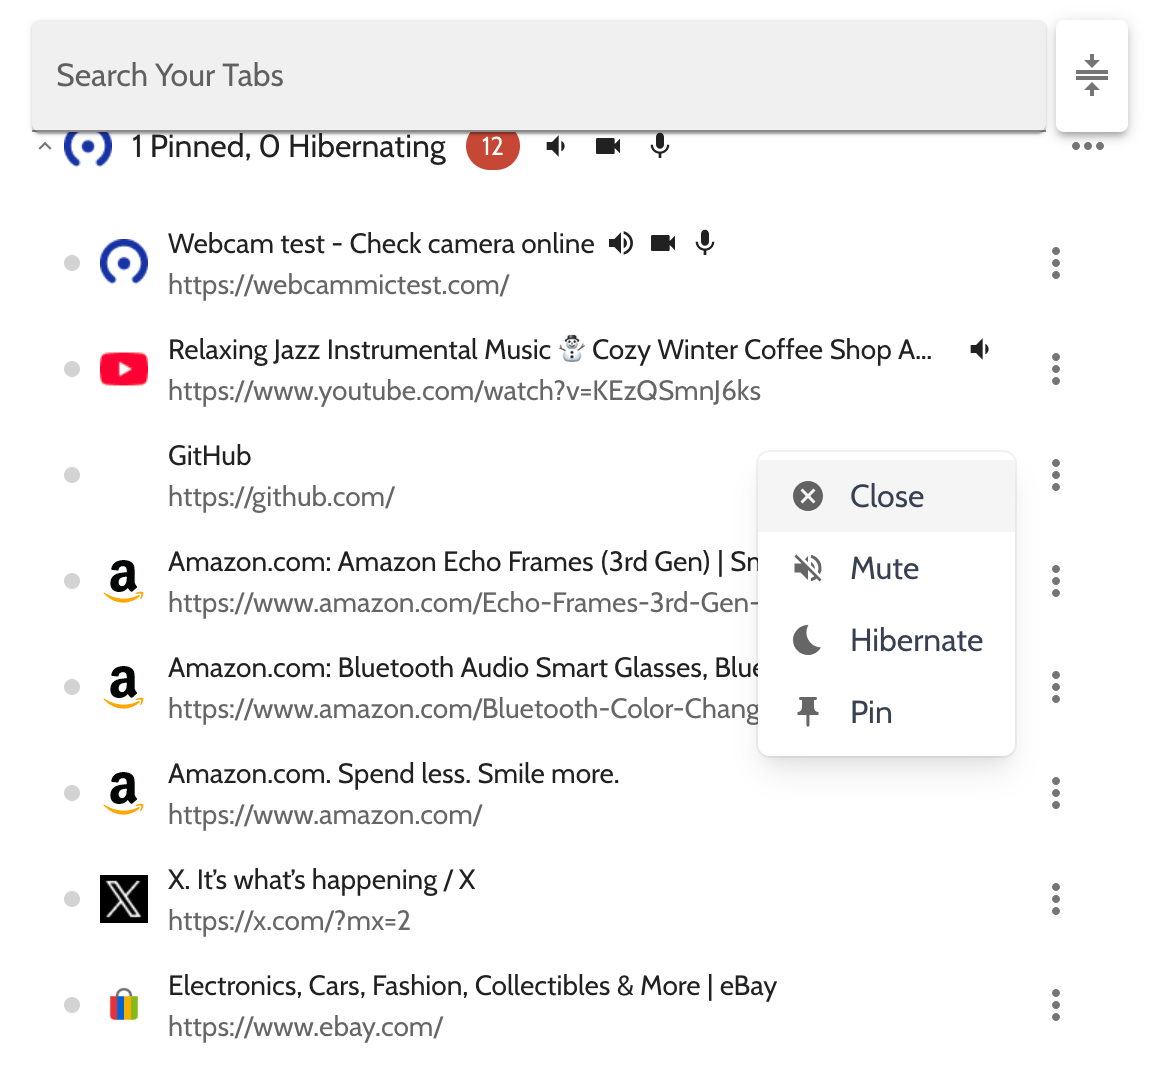 Search Your Tabs
1 Pinned, 0 Hibernating 12
Webcam test - Check camera online
https://webcammictest.com/
Relaxing Jazz Instrumental Music ☃️ Cozy Winter Coffee Shop A...
https://www.youtube.com/watch?v=KEzQSmnJ6ks
GitHub
https://github.com/
Close
Amazon.com: Amazon Echo Frames (3rd Gen) |
https://www.amazon.com/Echo-Frames-3rd-Gen-
Mute
Hibernate
Amazon.com: Bluetooth Audio Smart Glasses,
https://www.amazon.com/Bluetooth-Color-Chang
Pin
Amazon.com. Spend less. Smile more.
https://www.amazon.com/
X. It's what's happening / X
https://x.com/?mx=2
Electronics, Cars, Fashion, Collectibles & More | eBay
https://www.ebay.com/